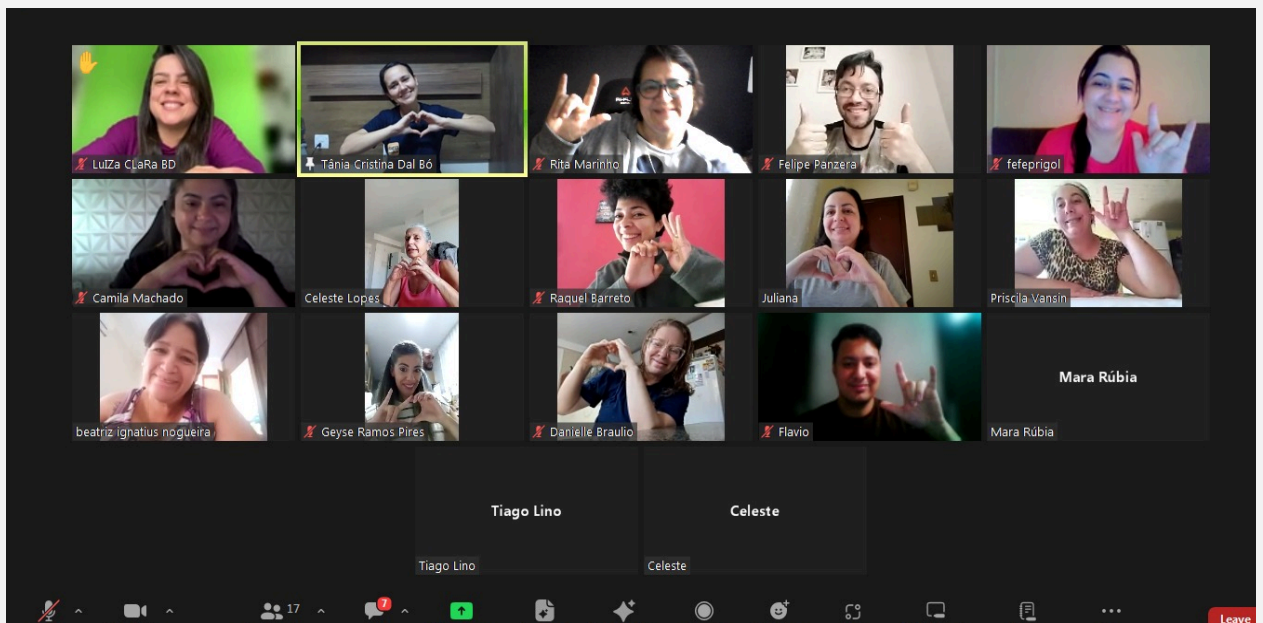 LuIZa CLaRa BD
Tânia Cristina Dal Bó
Rita Marinho
Felipe Panzera
fefeprigol
Camila Machado
Celeste Lopes
Raquel Barreto
Juliana
Priscila Vansin
beatriz ignatius nogueira
Geyse Ramos Pires
Danielle Braulio
Flavio
Mara Rúbia
Mara Rúbia
Tiago Lino
Celeste
Tiago Lino
Celeste
17
7
Leave